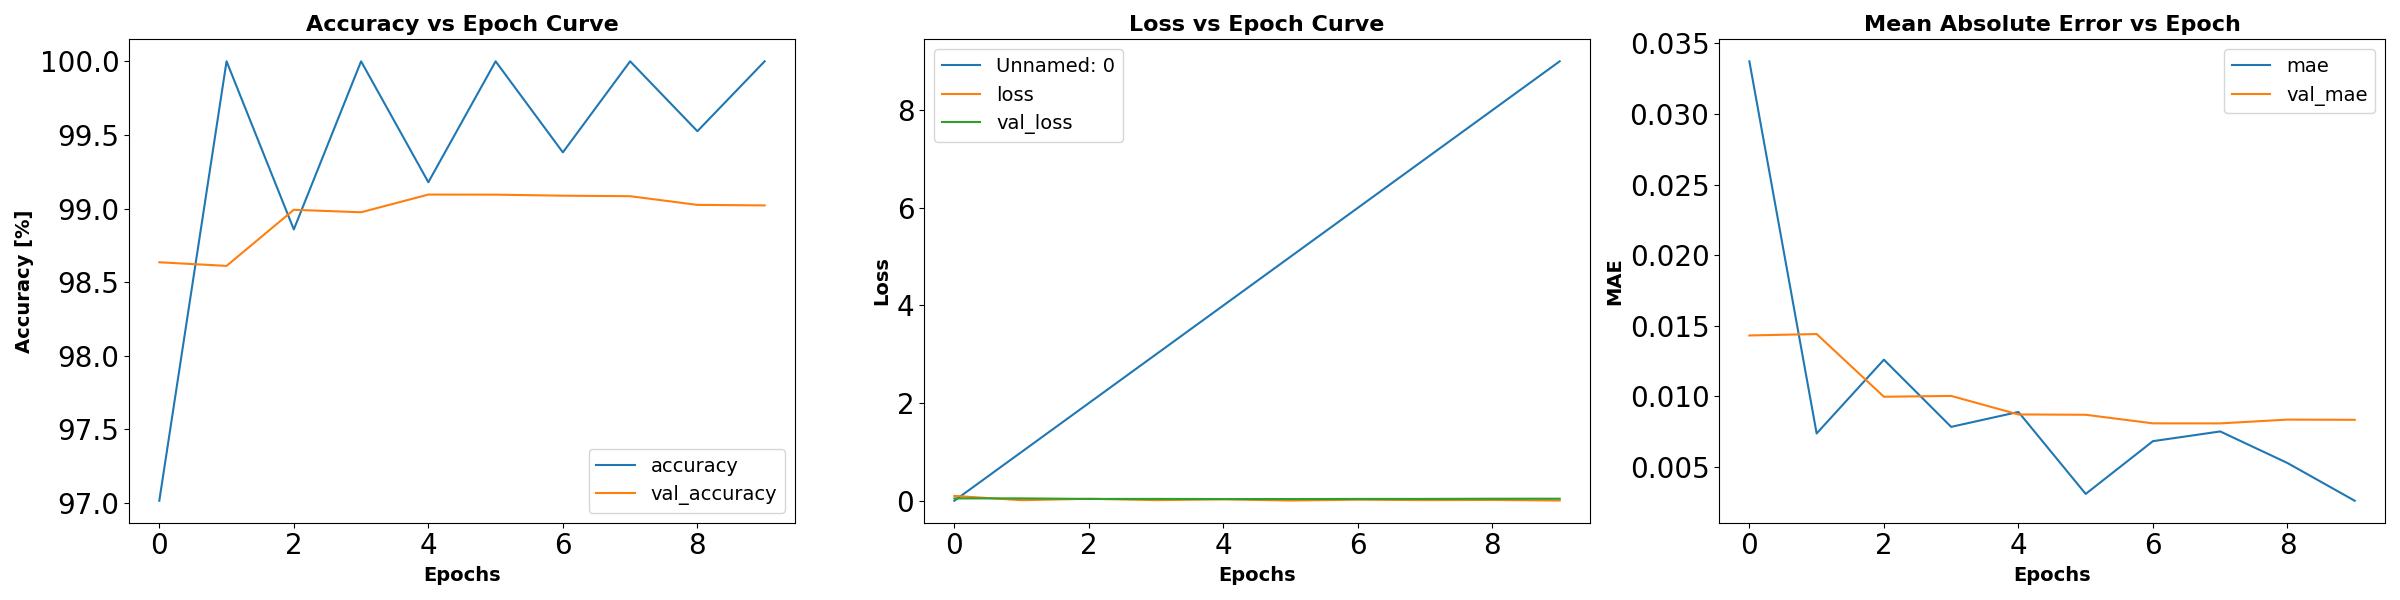 Accuracy vs Epoch Curve
100.0
99.5
99.0
98.5
98.0
97.5
97.0
Accuracy [%]
0 2 4 6 8
Epochs
accuracy
val_accuracy
Loss vs Epoch Curve
Unnamed: 0
loss
val_loss
8
6
4
2
0
Loss
0 2 4 6 8
Epochs
Mean Absolute Error vs Epoch
mae
val_mae
0.035
0.030
0.025
0.020
0.015
0.010
0.005
MAE
0 2 4 6 8
Epochs